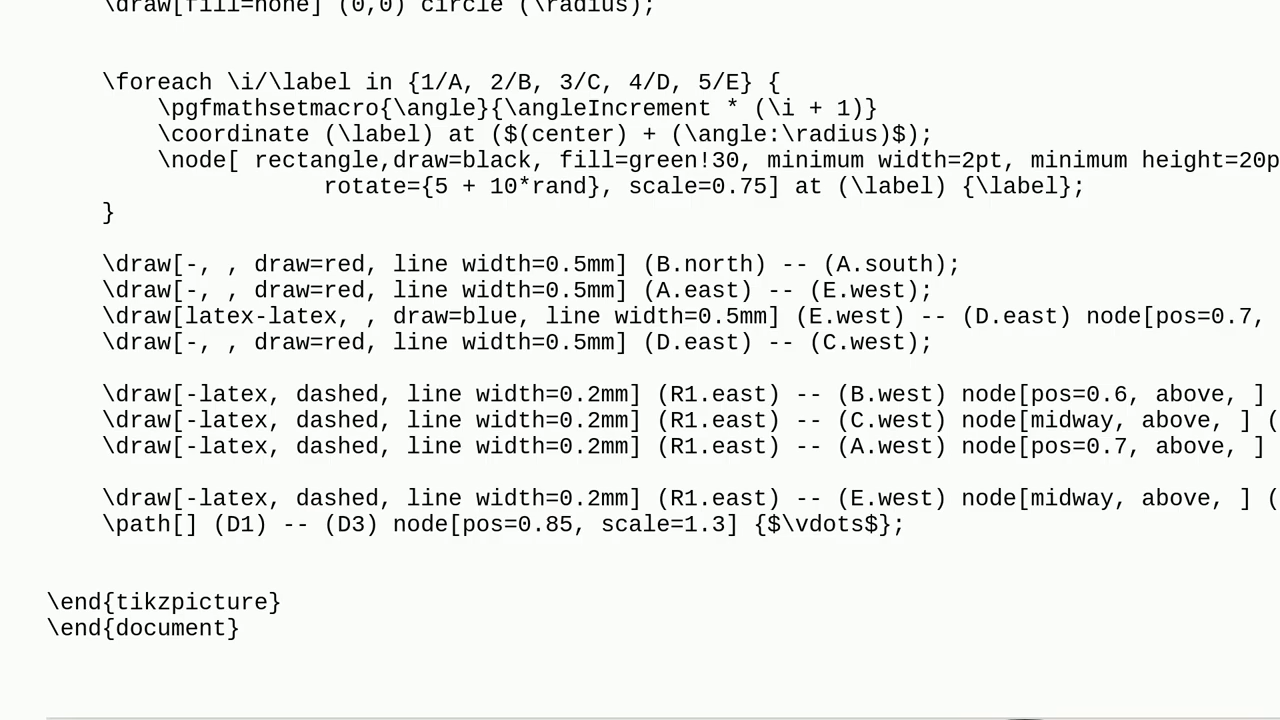 \draw[fill=none] (0,0) circle (\radius);
\foreach \i/\label in {1/A, 2/B, 3/C, 4/D, 5/E} {
\pgfmathsetmacro{\angle}{\angleIncrement * (\i + 1)}
\coordinate (\label) at ($(center) + (\angle:\radius)$);
\node[ rectangle,draw=black, fill=green!30, minimum width=2pt, minimum height=20p
rotate={5 + 10*rand}, scale=0.75] at (\label) {\label};
}
\draw[-, , draw=red, line width=0.5mm] (B.north) -- (A.south);
\draw[-, , draw=red, line width=0.5mm] (A.east) -- (E.west);
\draw[latex-latex, , draw=blue, line width=0.5mm] (E.west) -- (D.east) node[pos=0.7,
\draw[-, , draw=red, line width=0.5mm] (D.east) -- (C.west);
\draw[-latex, dashed, line width=0.2mm] (R1.east) -- (B.west) node[pos=0.6, above, ]
\draw[-latex, dashed, line width=0.2mm] (R1.east) -- (C.west) node[midway, above, ] (
\draw[-latex, dashed, line width=0.2mm] (R1.east) -- (A.west) node[pos=0.7, above, ]
\draw[-latex, dashed, line width=0.2mm] (R1.east) -- (E.west) node[midway, above, ] (
\path[] (D1) -- (D3) node[pos=0.85, scale=1.3] {$\vdots$};
\end{tikzpicture}
\end{document}